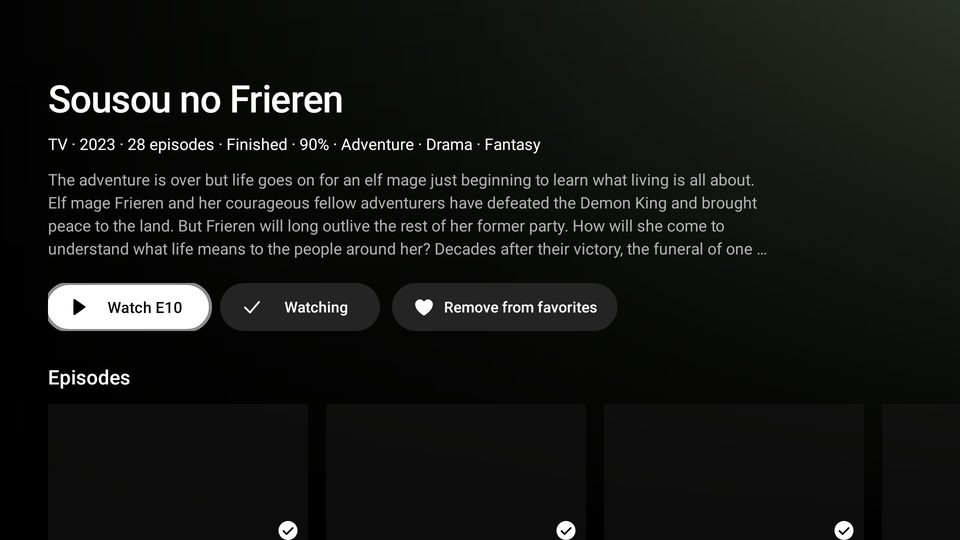 Sousou no Frieren
TV · 2023 · 28 episodes · Finished · 90% · Adventure · Drama · Fantasy
The adventure is over but life goes on for an elf mage just beginning to learn what living is all about.
Elf mage Frieren and her courageous fellow adventurers have defeated the Demon King and brought
peace to the land. But Frieren will long outlive the rest of her former party. How will she come to
understand what life means to the people around her? Decades after their victory, the funeral of one ...
Watch E10
Watching
Remove from favorites
Episodes